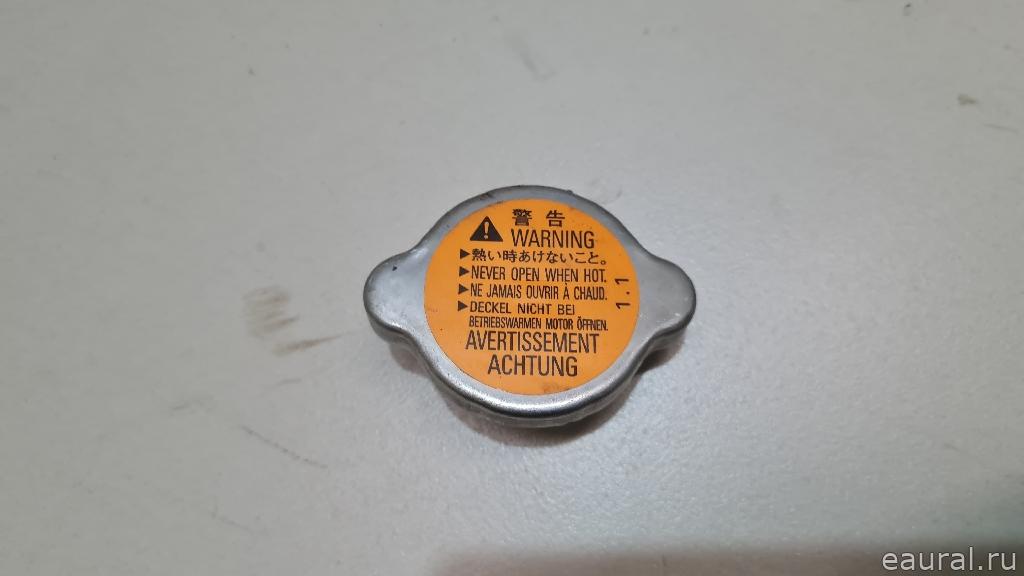 警告
WARNING
▶熱い時あけないこと。
▶NEVER OPEN WHEN HOT.
▶NE JAMAIS OUVRIR À CHAUD.
▶DECKEL NICHT BEI
BETRIEBSWARMEN MOTOR ÖFFNEN.
AVERTISSEMENT
ACHTUNG
1.1
eaural.ru